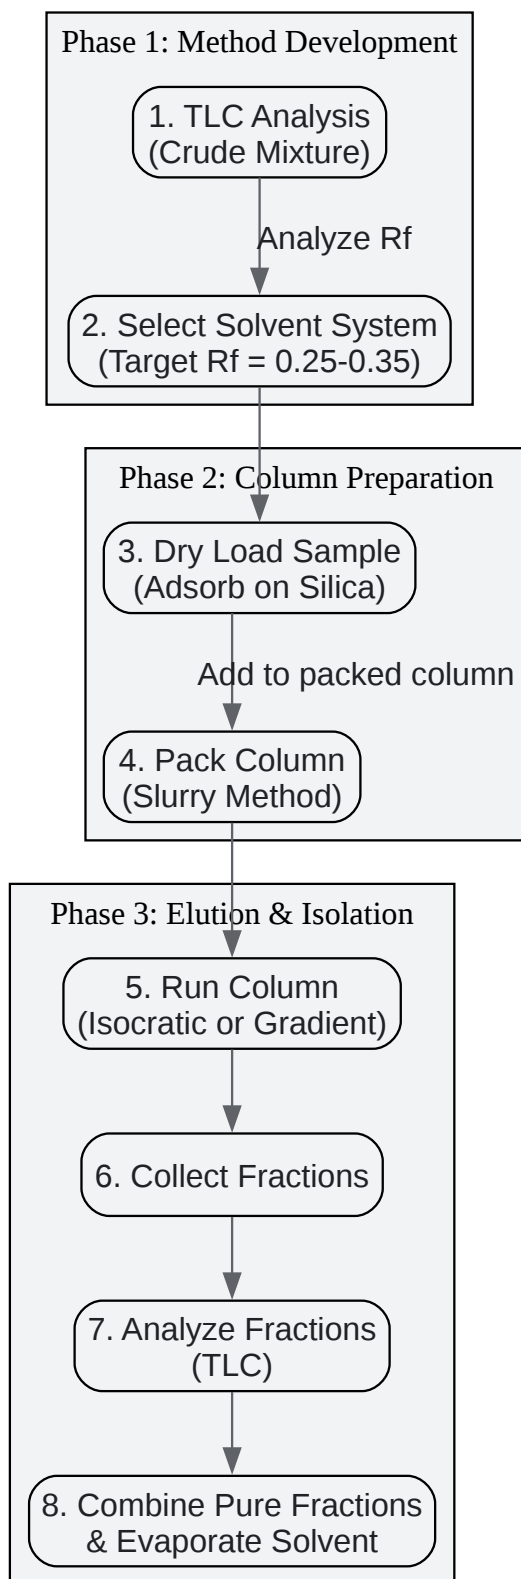 Phase 1: Method Development
1. TLC Analysis
(Crude Mixture)
Analyze Rf
2. Select Solvent System
(Target Rf = 0.25-0.35)
Phase 2: Column Preparation
3. Dry Load Sample
(Adsorb on Silica)
Add to packed column
4. Pack Column
(Slurry Method)
Phase 3: Elution & Isolation
5. Run Column
(Isocratic or Gradient)
6. Collect Fractions
7. Analyze Fractions
(TLC)
8. Combine Pure Fractions
& Evaporate Solvent